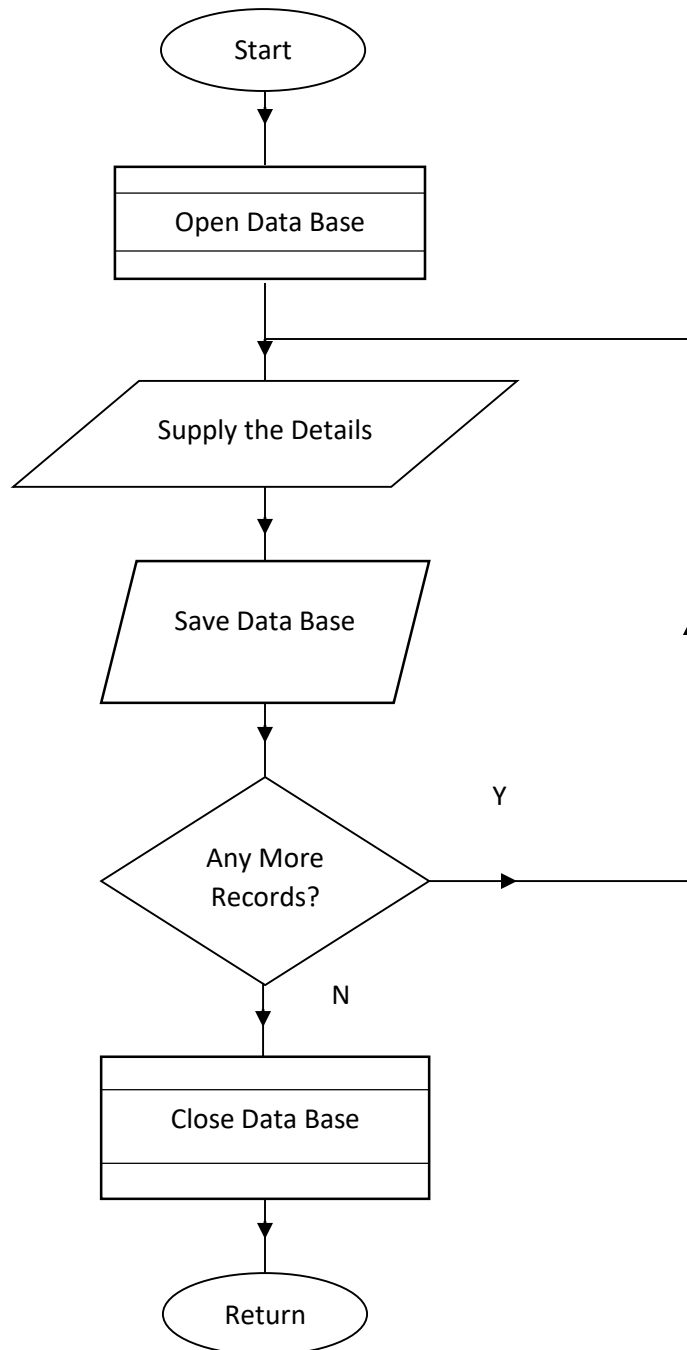 Start
Open Data Base
Supply the Details
Save Data Base
Y
Any More
Records?
N
Close Data Base
Return